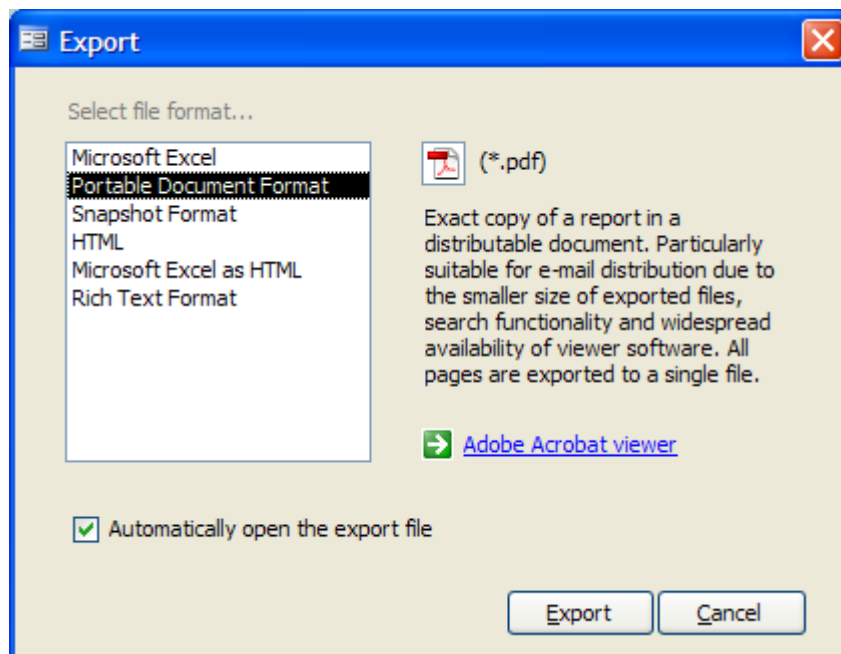 Export
Select file format...
Microsoft Excel
Portable Document Format
Snapshot Format
HTML
Microsoft Excel as HTML
Rich Text Format
(*.pdf)
Exact copy of a report in a
distributable document. Particularly
suitable for e-mail distribution due to
the smaller size of exported files,
search functionality and widespread
availability of viewer software. All
pages are exported to a single file.
Adobe Acrobat viewer
Automatically open the export file
Export
Cancel